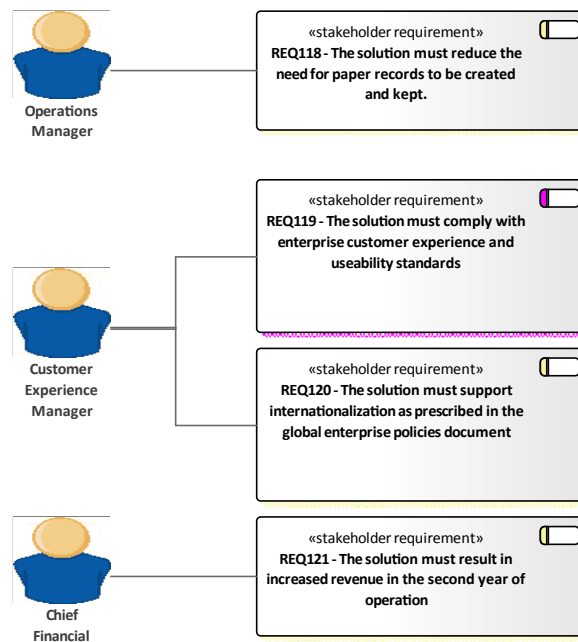 «stakeholder requirement»
REQ118 - The solution must reduce the
need for paper records to be created
and kept.
Operations
Manager
«stakeholder requirement»
REQ119 - The solution must comply with
enterprise customer experience and
useability standards
Customer
Experience
Manager
«stakeholder requirement»
REQ120 - The solution must support
internationalization as prescribed in the
global enterprise policies document
«stakeholder requirement»
REQ121 - The solution must result in
increased revenue in the second year of
operation
Chief
Financial